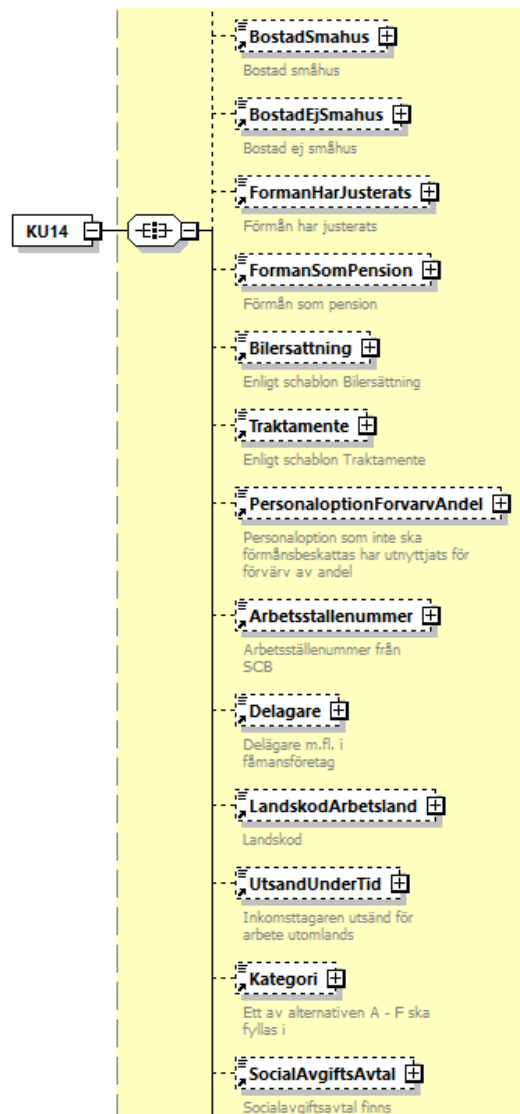 BostadSmahus
Bostad småhus
BostadEjSmahus
Bostad ej småhus
FormanHarJusterats
Förmån har justerats
KU14
FormanSomPension
Förmån som pension
Bilersattning
Enligt schablon Bilersättning
Traktamente
Enligt schablon Traktamente
PersonaloptionForvarvAndel
Personaloption som inte ska
förmånsbeskattas har utnyttjats för
förvärv av andel
Arbetsstallenummer
Arbetsställenummer från
SCB
Delagare
Delägare m.fl. i
fåmansföretag
LandskodArbetsland
Landskod
UtsandUnderTid
Inkomsttagaren utsänd för
arbete utomlands
Kategori
Ett av alternativen A - F ska
fyllas i
SocialAvgiftsAvtal
Socialavgiftsavtal finns